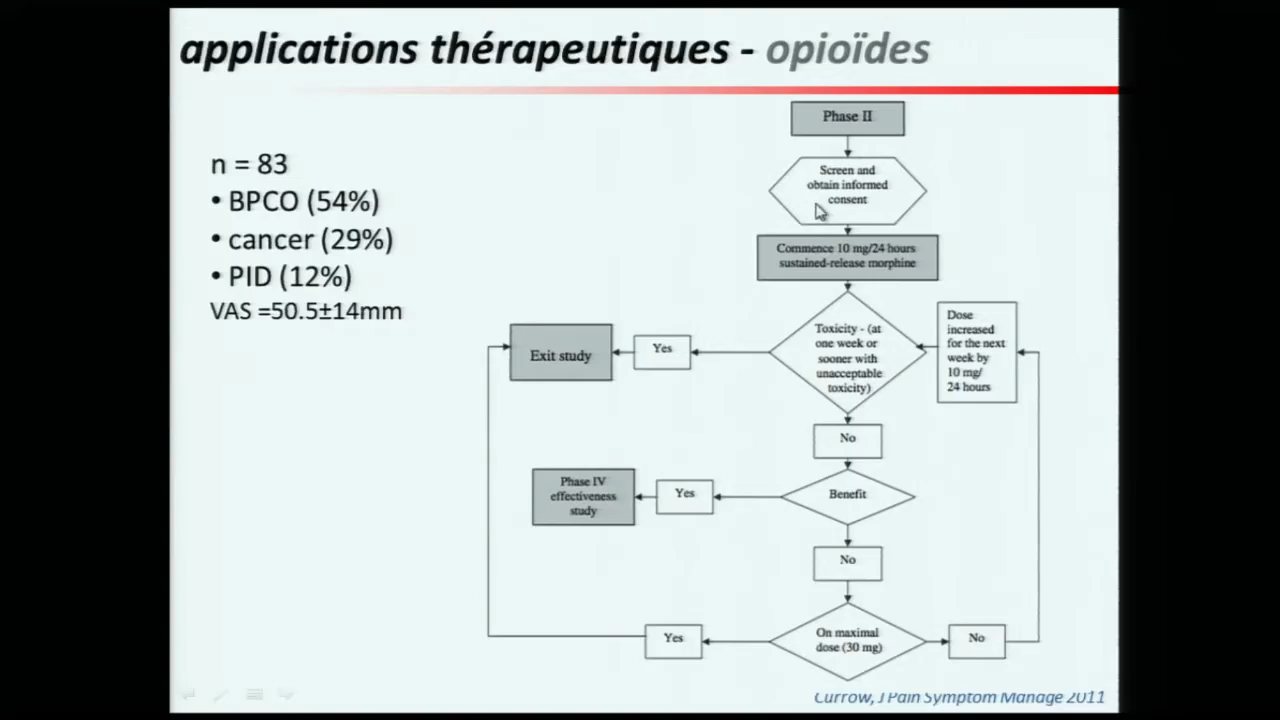 applications thérapeutiques - opioïdes
n = 83
• BPCO (54%)
• cancer (29%)
• PID (12%)
VAS =50.5±14mm
Phase II
Screen and
obtain informed
consent
Commence 10 mg/24 hours
sustained-release morphine
Toxicity - (at
one week or
sooner with
unacceptable
toxicity)
Dose
increased
for the next
week by
10 mg/
24 hours
Yes
Exit study
No
Benefit
Yes
Phase IV
effectiveness
study
No
On maximal
dose (30 mg)
Yes
No
Currow, J Pain Symptom Manage 2011